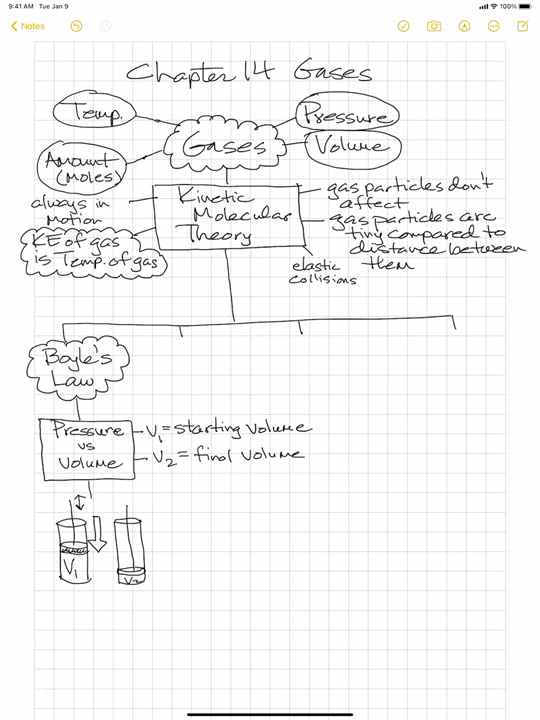 9:41 AM Tue Jan 9
100%
Notes
Chapter 14 Gases
Temp.
Pressure
Gases
Volume
Amount
(Moles)
always in
Motion
Kinetic
Molecular
Theory
gas particles don't
affect
gas particles are
tiny compared to
distance between
them
KE of gas
is Temp. of gas
elastic
collisions
Boyle's
Law
Pressure
vs
Volume
V1 = starting volume
V2 = final volume
V1
V2